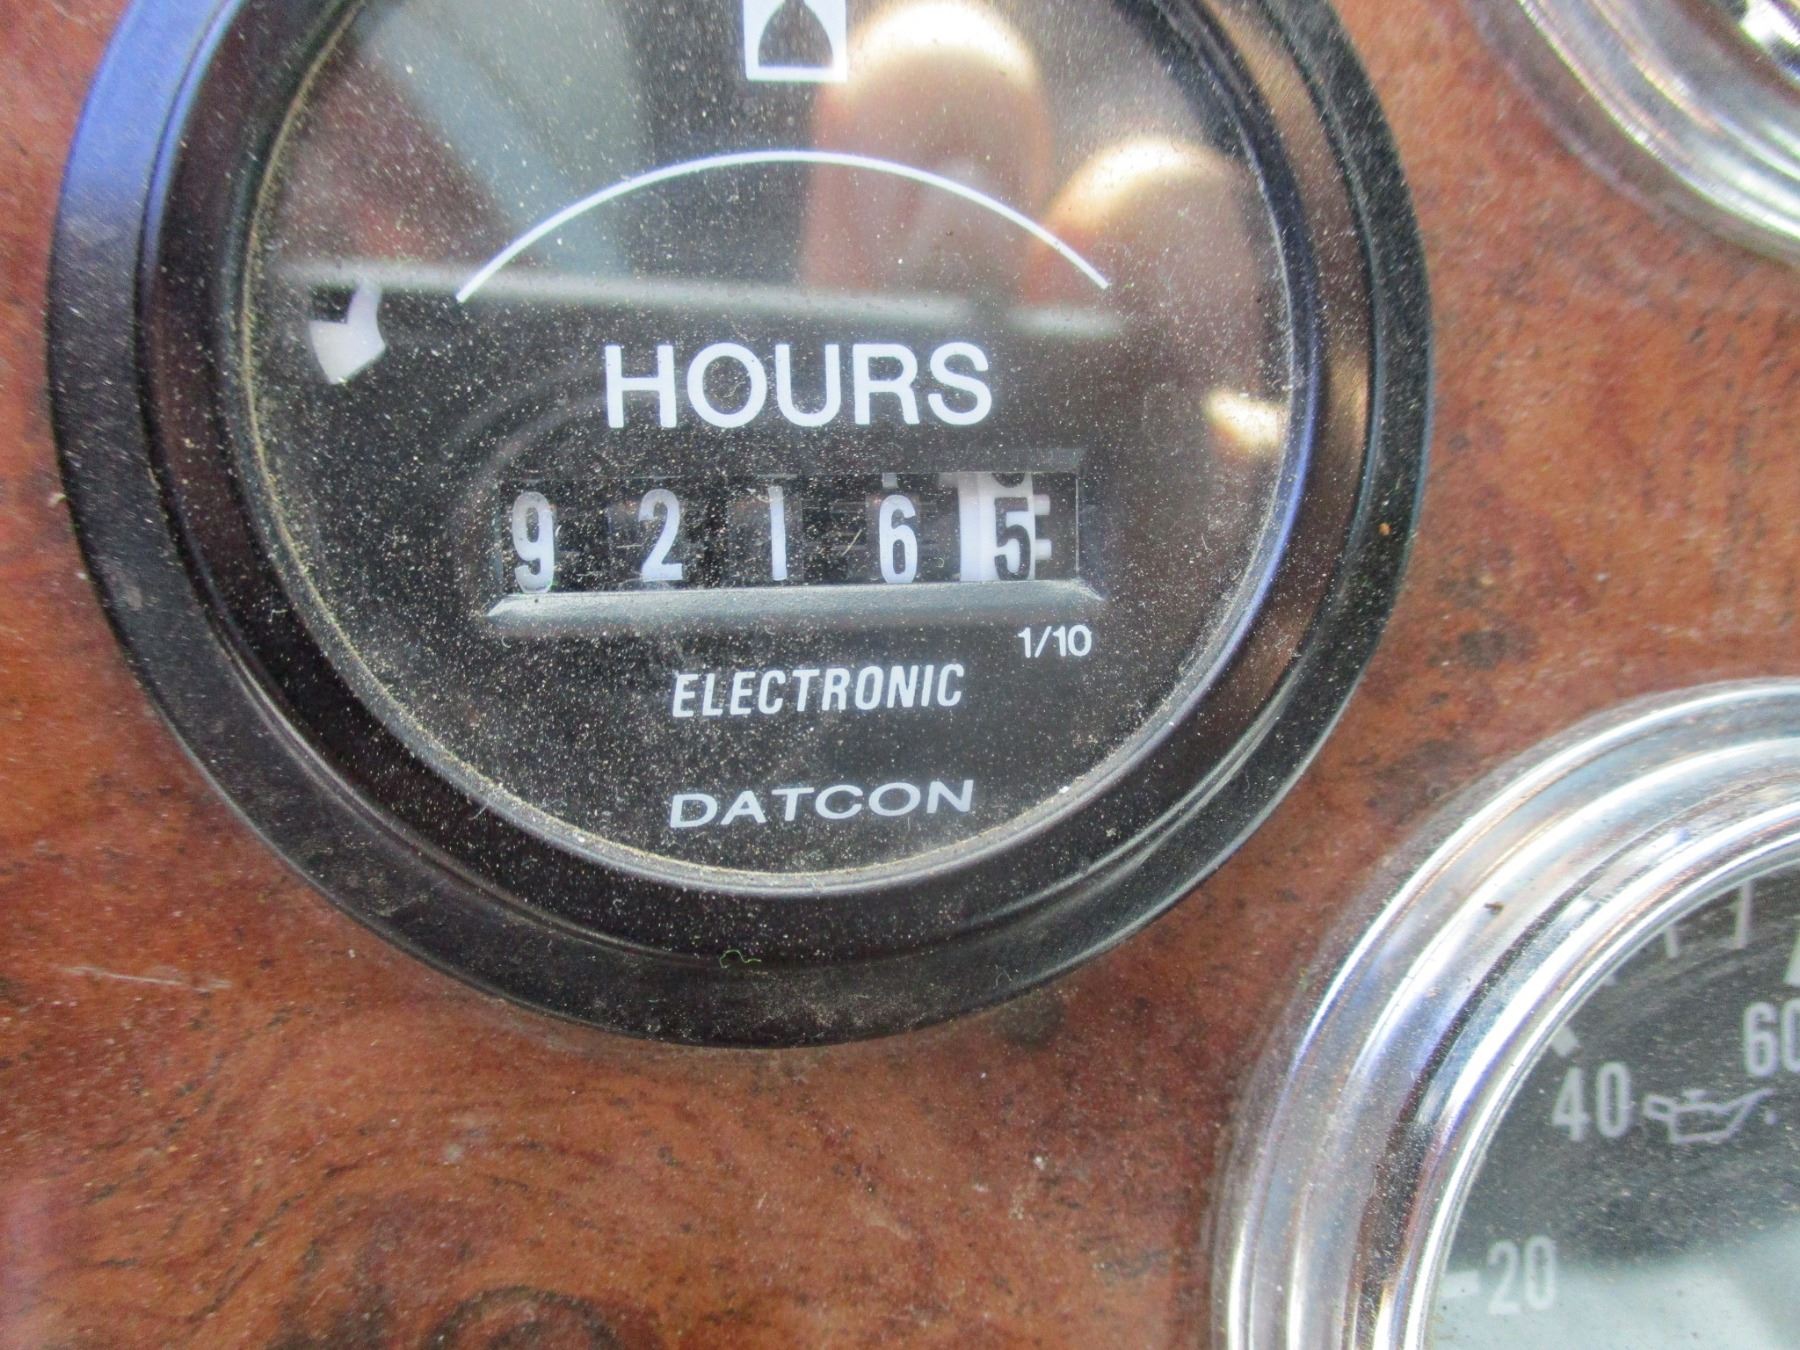 HOURS
92165
1/10
ELECTRONIC
DATCON
60
40
20